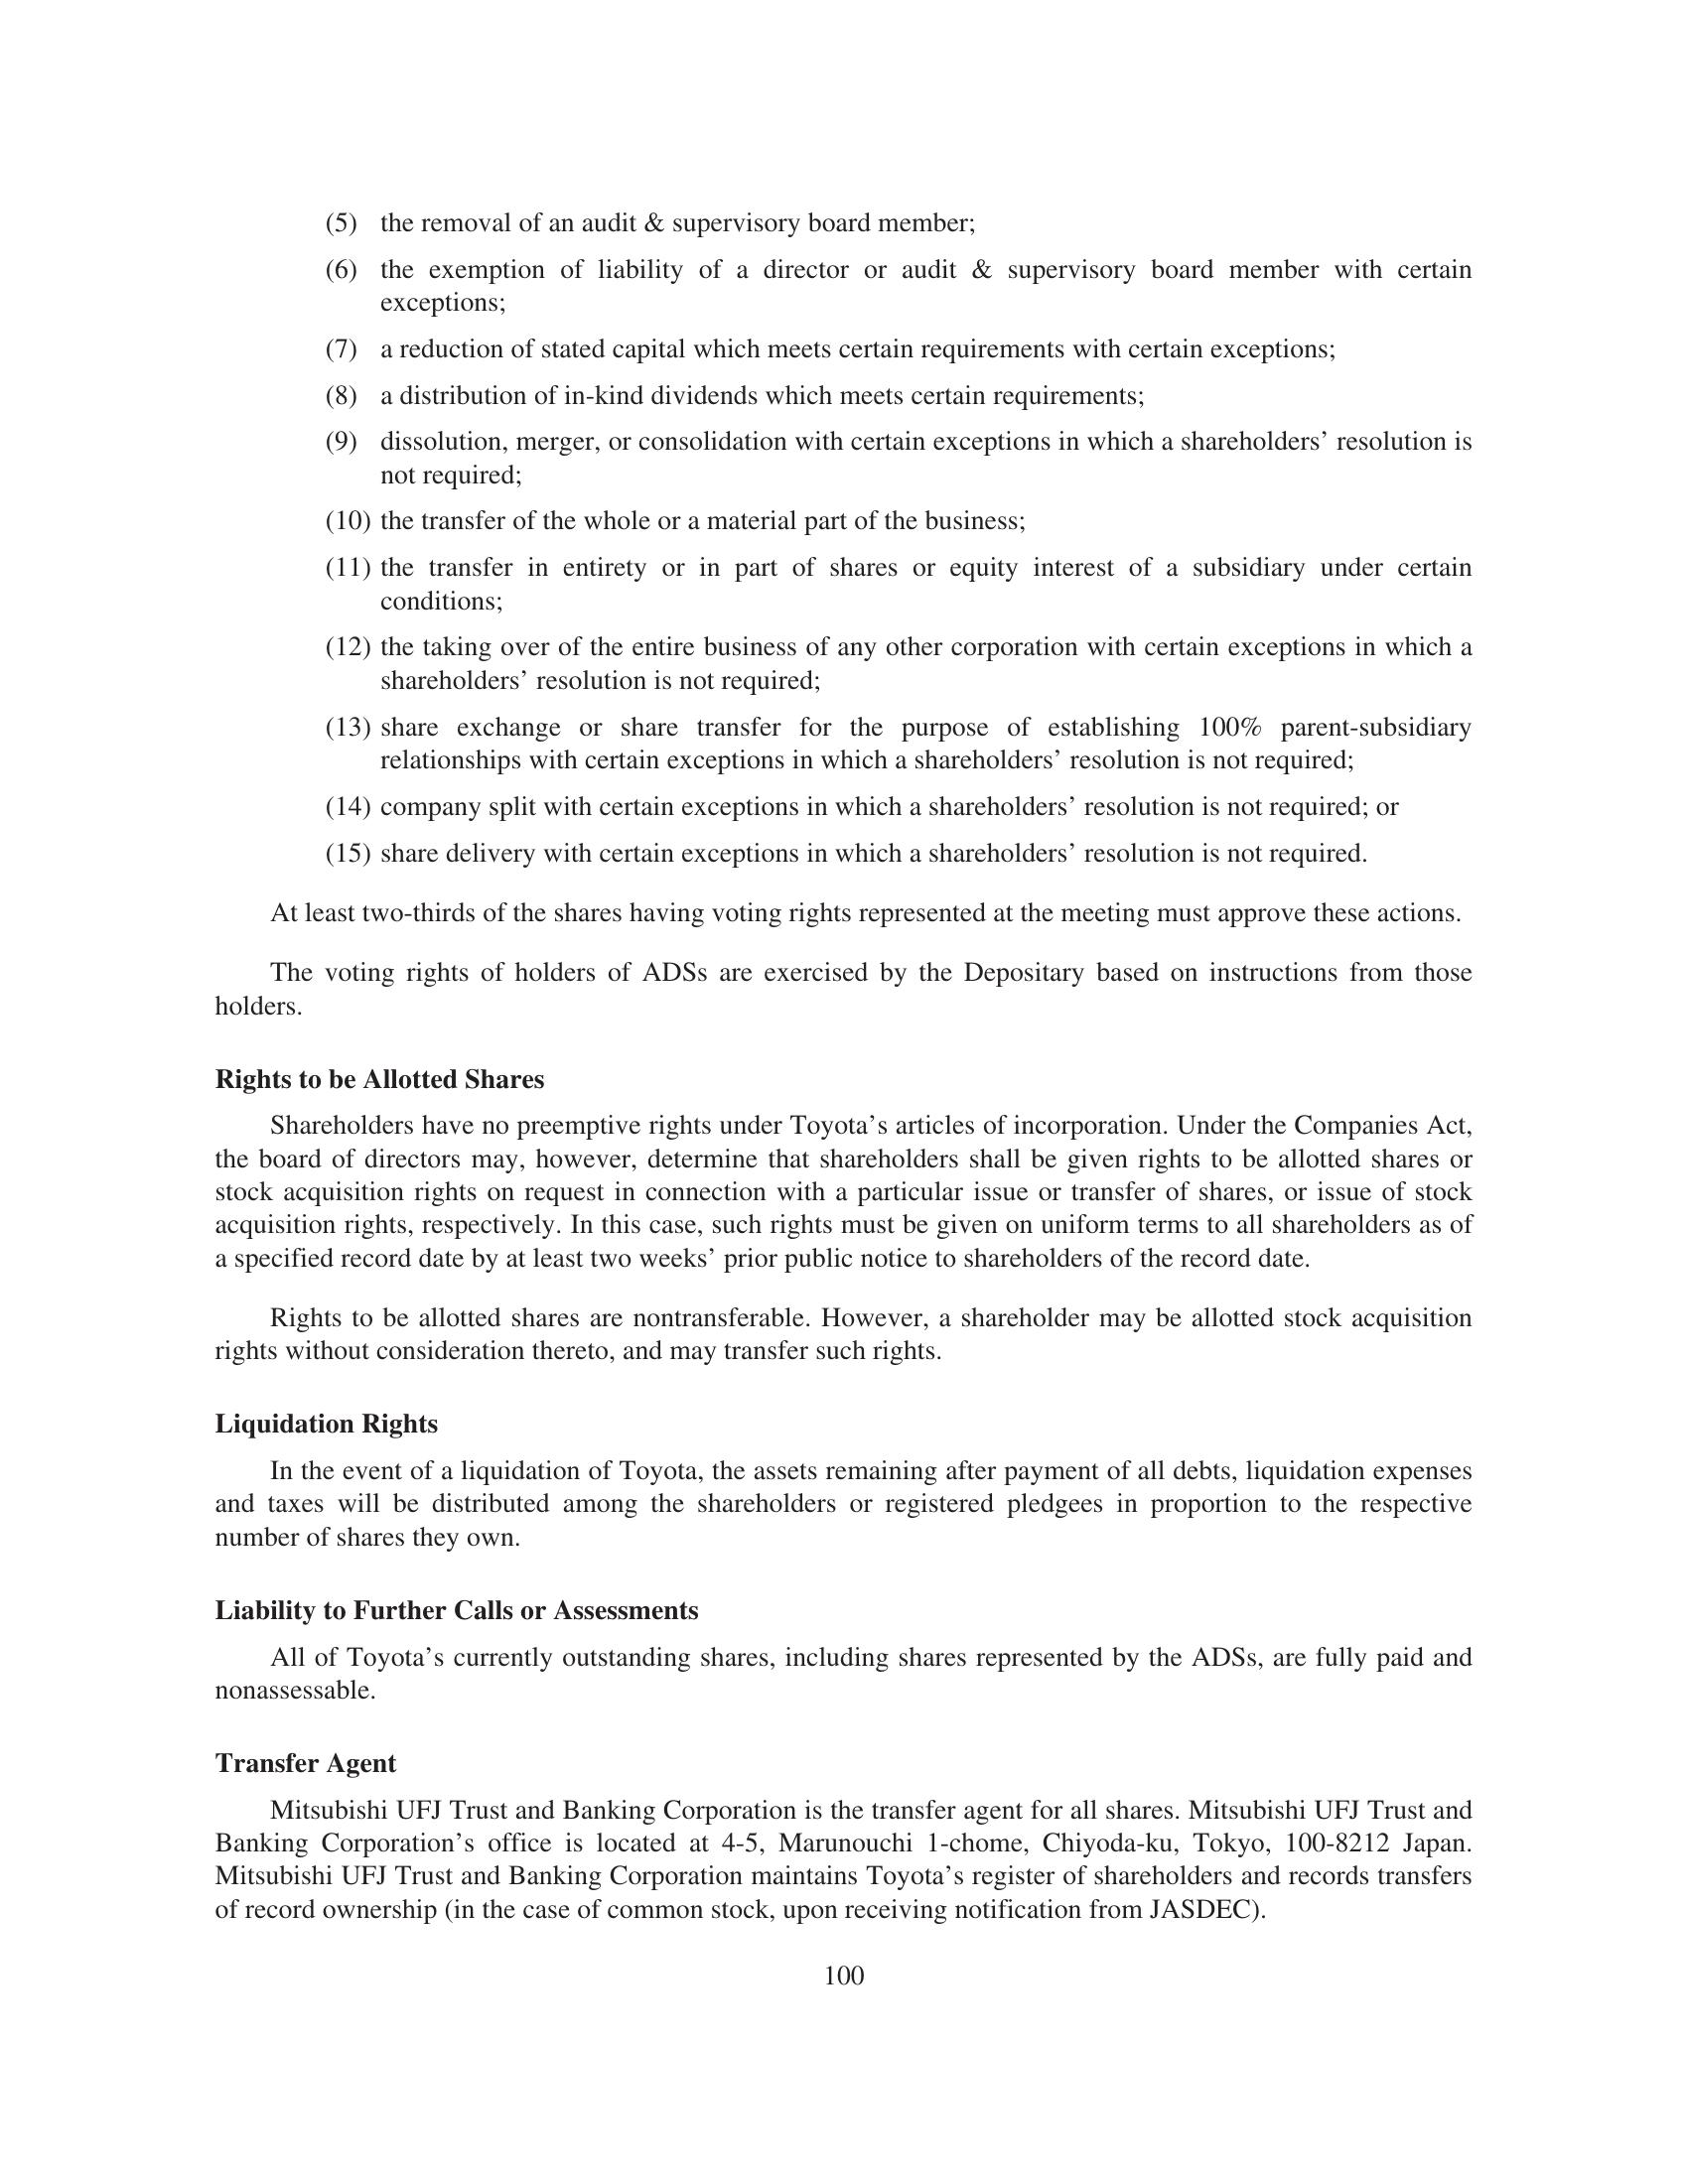 (5) the removal of an audit & supervisory board member;
(6) the exemption of liability of a director or audit & supervisory board member with certain
exceptions;
(7) a reduction of stated capital which meets certain requirements with certain exceptions;
(8) a distribution of in-kind dividends which meets certain requirements;
(9) dissolution, merger, or consolidation with certain exceptions in which a shareholders’ resolution is
not required;
(10) the transfer of the whole or a material part of the business;
(11) the transfer in entirety or in part of shares or equity interest of a subsidiary under certain
conditions;
(12) the taking over of the entire business of any other corporation with certain exceptions in which a
shareholders’ resolution is not required;
(13) share exchange or share transfer for the purpose of establishing 100% parent-subsidiary
relationships with certain exceptions in which a shareholders’ resolution is not required;
(14) company split with certain exceptions in which a shareholders’ resolution is not required; or
(15) share delivery with certain exceptions in which a shareholders’ resolution is not required.
At least two-thirds of the shares having voting rights represented at the meeting must approve these actions.
The voting rights of holders of ADSs are exercised by the Depositary based on instructions from those
holders.
Rights to be Allotted Shares
Shareholders have no preemptive rights under Toyota’s articles of incorporation. Under the Companies Act,
the board of directors may, however, determine that shareholders shall be given rights to be allotted shares or
stock acquisition rights on request in connection with a particular issue or transfer of shares, or issue of stock
acquisition rights, respectively. In this case, such rights must be given on uniform terms to all shareholders as of
a specified record date by at least two weeks’ prior public notice to shareholders of the record date.
Rights to be allotted shares are nontransferable. However, a shareholder may be allotted stock acquisition
rights without consideration thereto, and may transfer such rights.
Liquidation Rights
In the event of a liquidation of Toyota, the assets remaining after payment of all debts, liquidation expenses
and taxes will be distributed among the shareholders or registered pledgees in proportion to the respective
number of shares they own.
Liability to Further Calls or Assessments
All of Toyota’s currently outstanding shares, including shares represented by the ADSs, are fully paid and
nonassessable.
Transfer Agent
Mitsubishi UFJ Trust and Banking Corporation is the transfer agent for all shares. Mitsubishi UFJ Trust and
Banking Corporation’s office is located at 4-5, Marunouchi 1-chome, Chiyoda-ku, Tokyo, 100-8212 Japan.
Mitsubishi UFJ Trust and Banking Corporation maintains Toyota’s register of shareholders and records transfers
of record ownership (in the case of common stock, upon receiving notification from JASDEC).
100